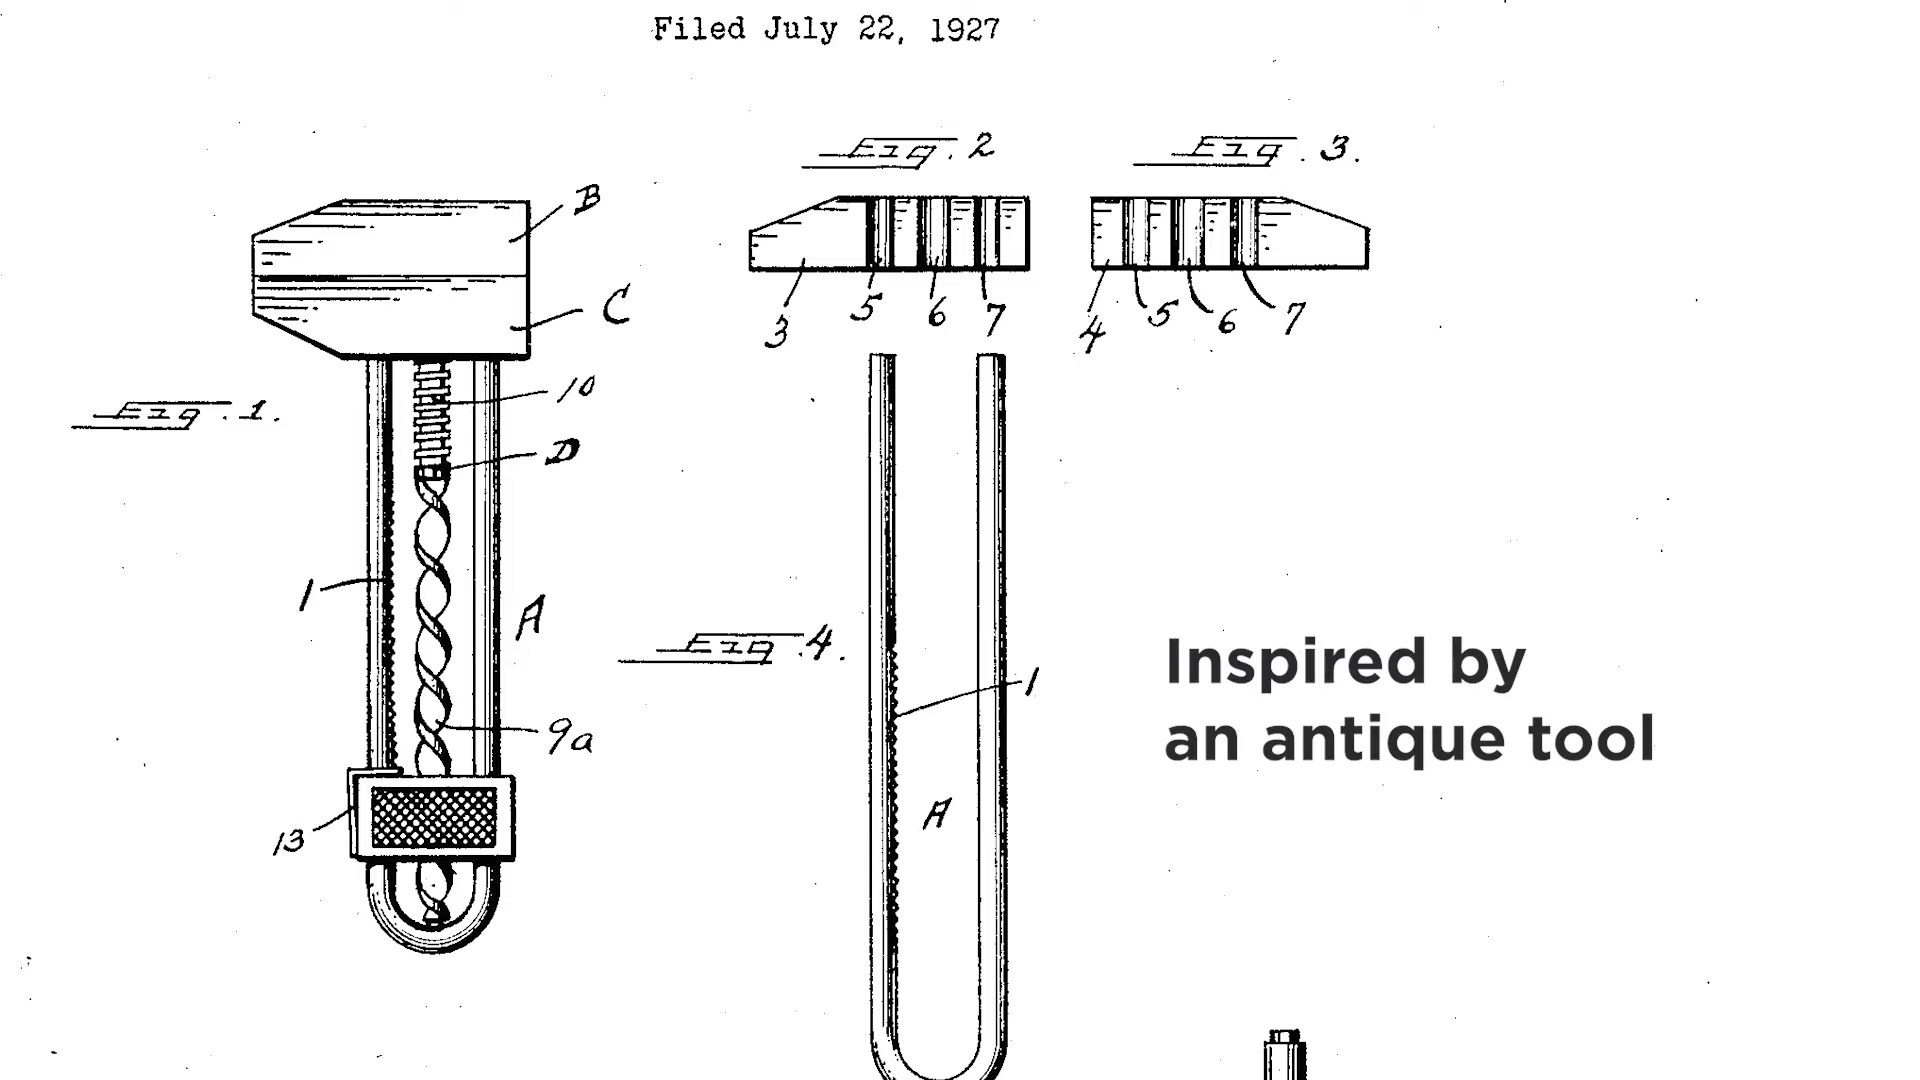 Filed July 22, 1927
Fig. 2
Fig. 3.
B
C
3
5
6
7
4
5
6
7
10
Fig. 1.
D
1
A
Fig. 4.
1
9a
A
13
Inspired by
an antique tool